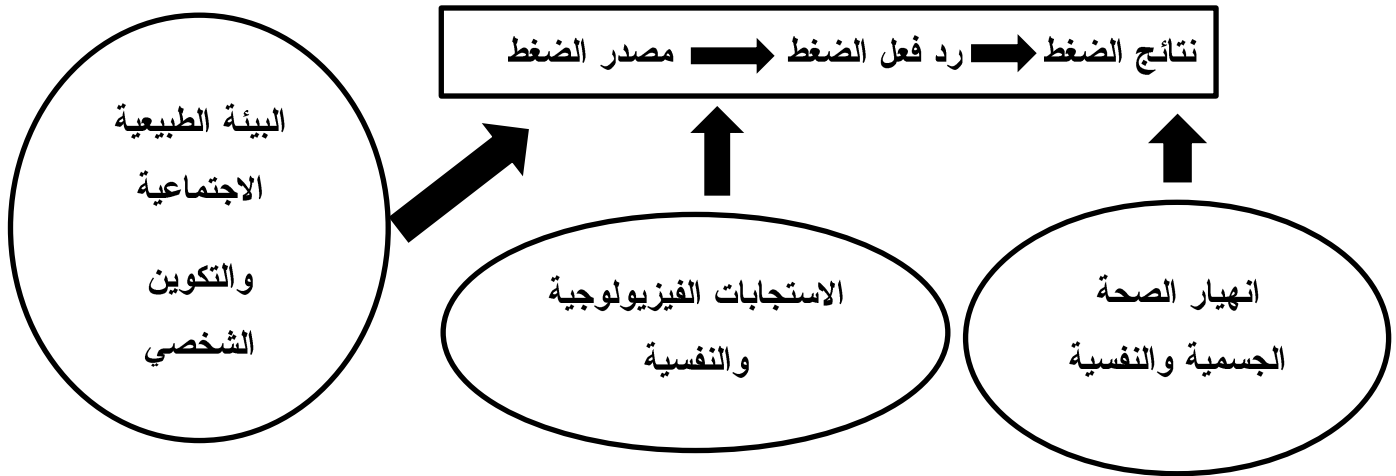 مصدر الضغط رد فعل الضغط نتائج الضغط
البيئة الطبيعية
الاجتماعية
والتكوين
الشخصي
الاستجابات الفيزيولوجية
والنفسية
انهيار الصحة
الجسمية والنفسية